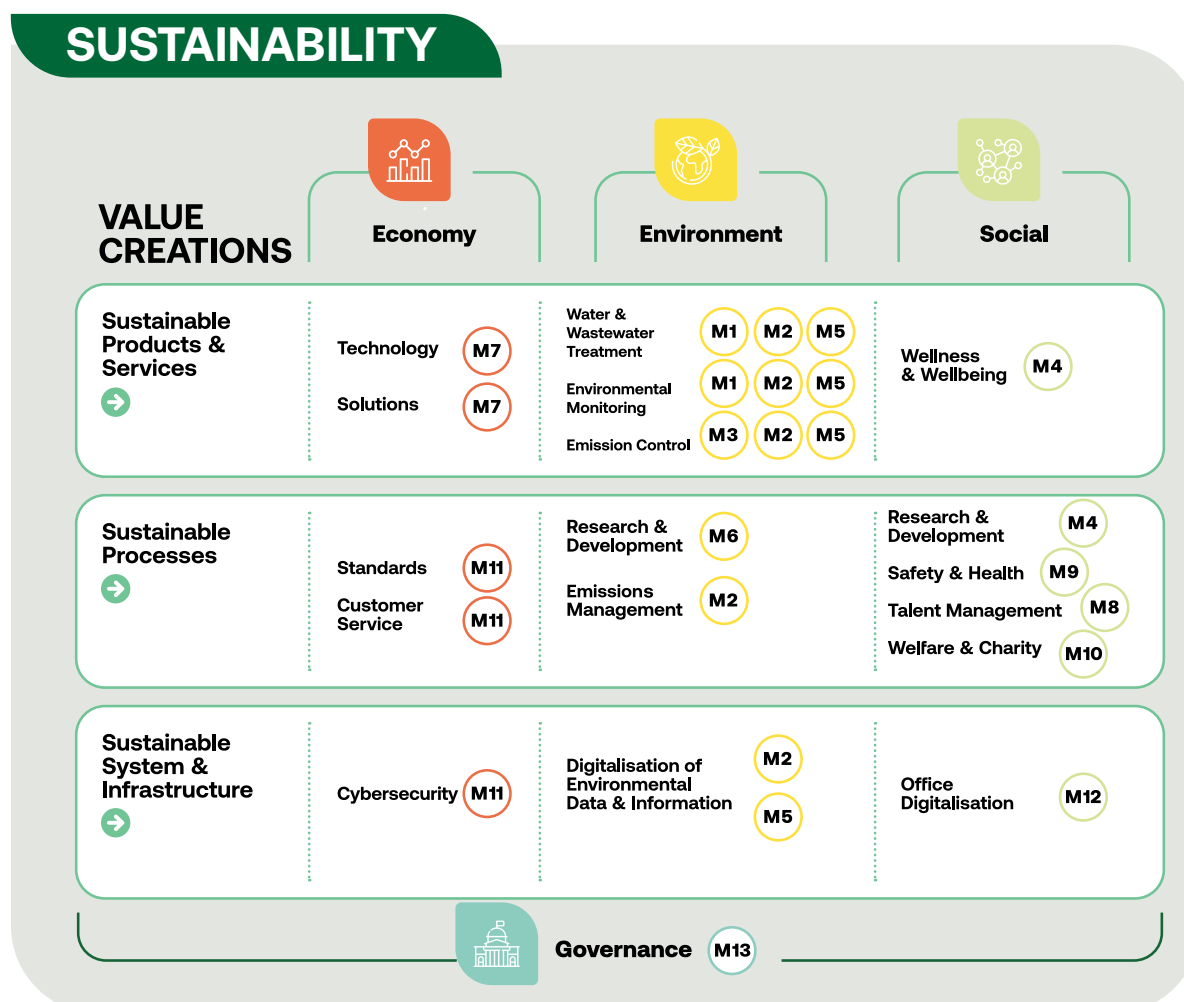 SUSTAINABILITY
VALUE
CREATIONS
Economy
Environment
Social
Sustainable
Products &
Services
Technology
M7
Solutions
M7
Water &
Wastewater
Treatment
M1 M2 M5
Environmental
Monitoring
M1 M2 M5
Emission Control
M3 M2 M5
Wellness
& Wellbeing
M4
Sustainable
Processes
Standards
M11
Customer
Service
M11
Research &
Development
M6
Emissions
Management
M2
Research &
Development
M4
Safety & Health
M9
Talent Management
M8
Welfare & Charity
M10
Sustainable
System &
Infrastructure
Cybersecurity
M11
Digitalisation of
Environmental
Data & Information
M2
M5
Office
Digitalisation
M12
Governance
M13